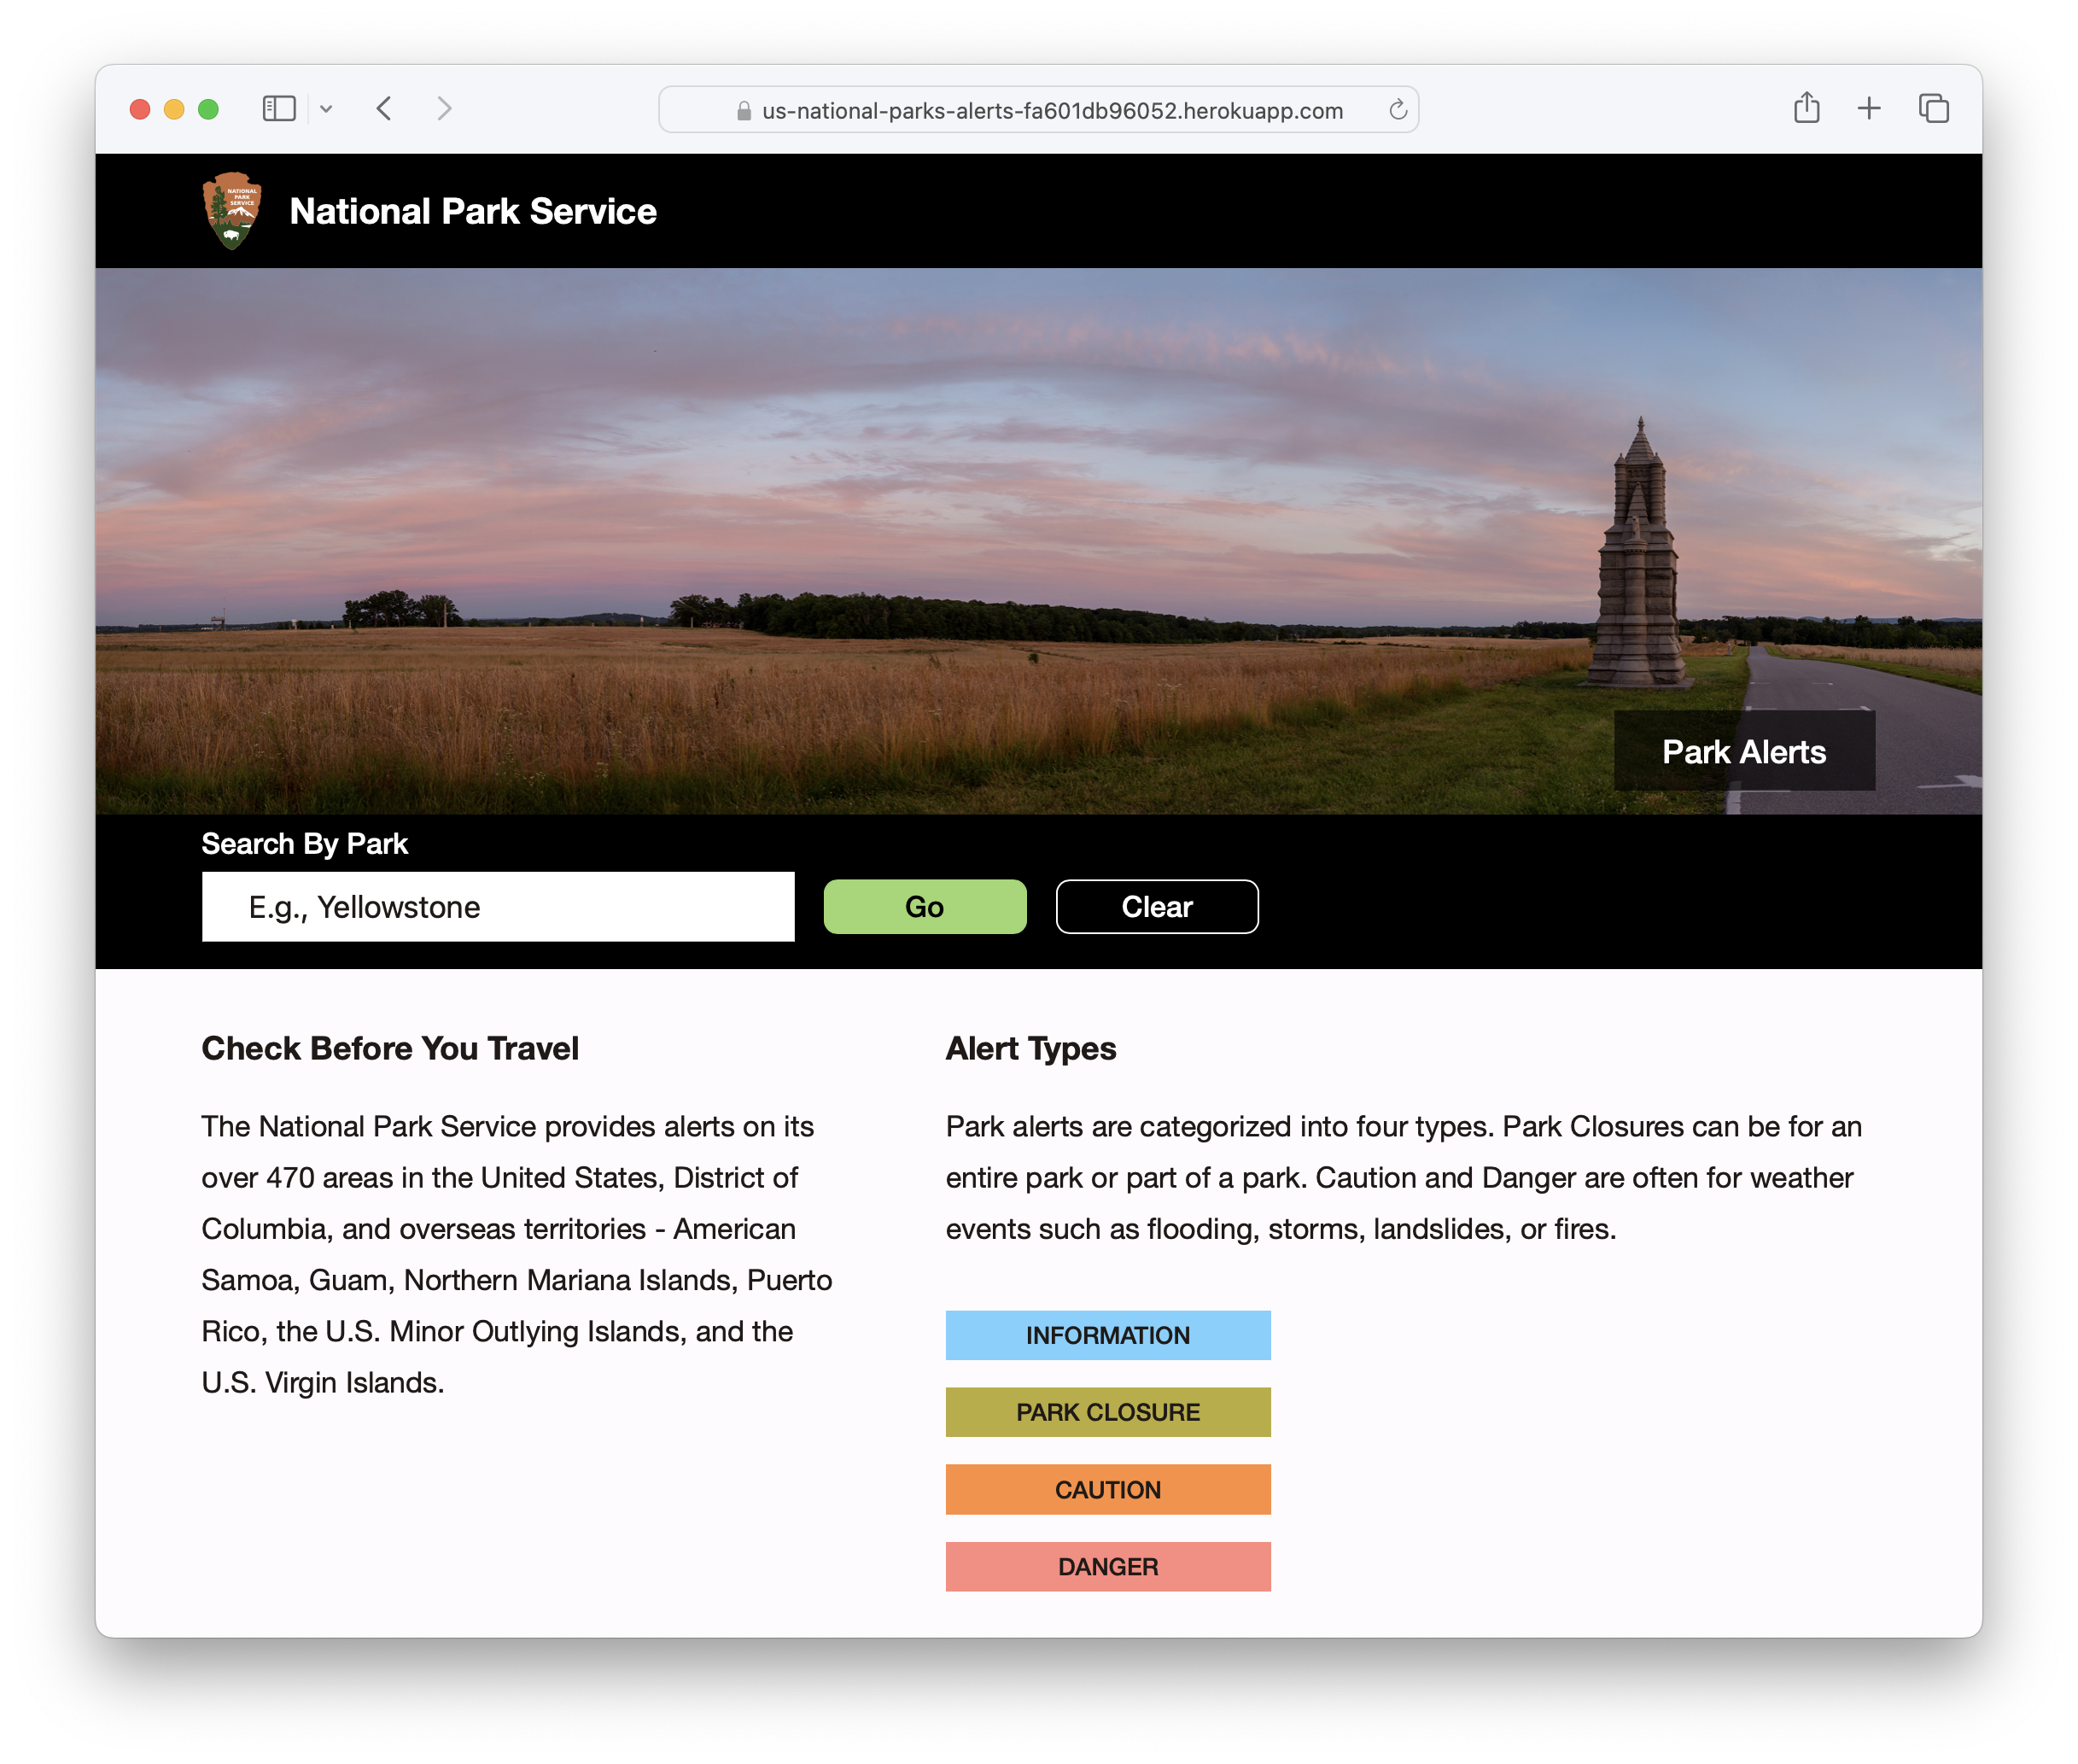 us-national-parks-alerts-fa601db96052.herokuapp.com
NATIONAL
PARK
SERVICE
National Park Service
Park Alerts
Search By Park
E.g., Yellowstone
Go
Clear
Check Before You Travel
The National Park Service provides alerts on its
over 470 areas in the United States, District of
Columbia, and overseas territories - American
Samoa, Guam, Northern Mariana Islands, Puerto
Rico, the U.S. Minor Outlying Islands, and the
U.S. Virgin Islands.
Alert Types
Park alerts are categorized into four types. Park Closures can be for an
entire park or part of a park. Caution and Danger are often for weather
events such as flooding, storms, landslides, or fires.
INFORMATION
PARK CLOSURE
CAUTION
DANGER